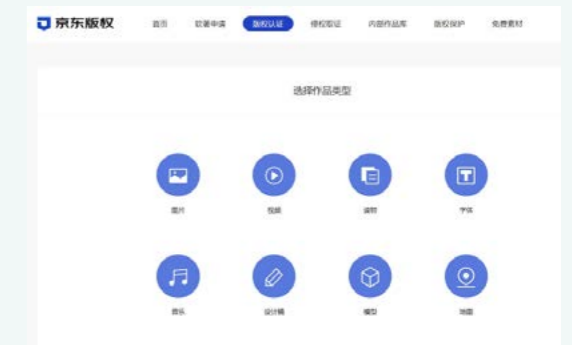 京东版权 首页 软著申请 版权认证 侵权取证 内部作品库 版权保护 免费素材
选择作品类型
图片 视频 文字 字体
音乐 设计稿 模型 地图